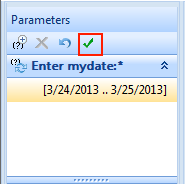 Parameters
(?)
(?) Enter mydate:*
[3/24/2013 .. 3/25/2013]